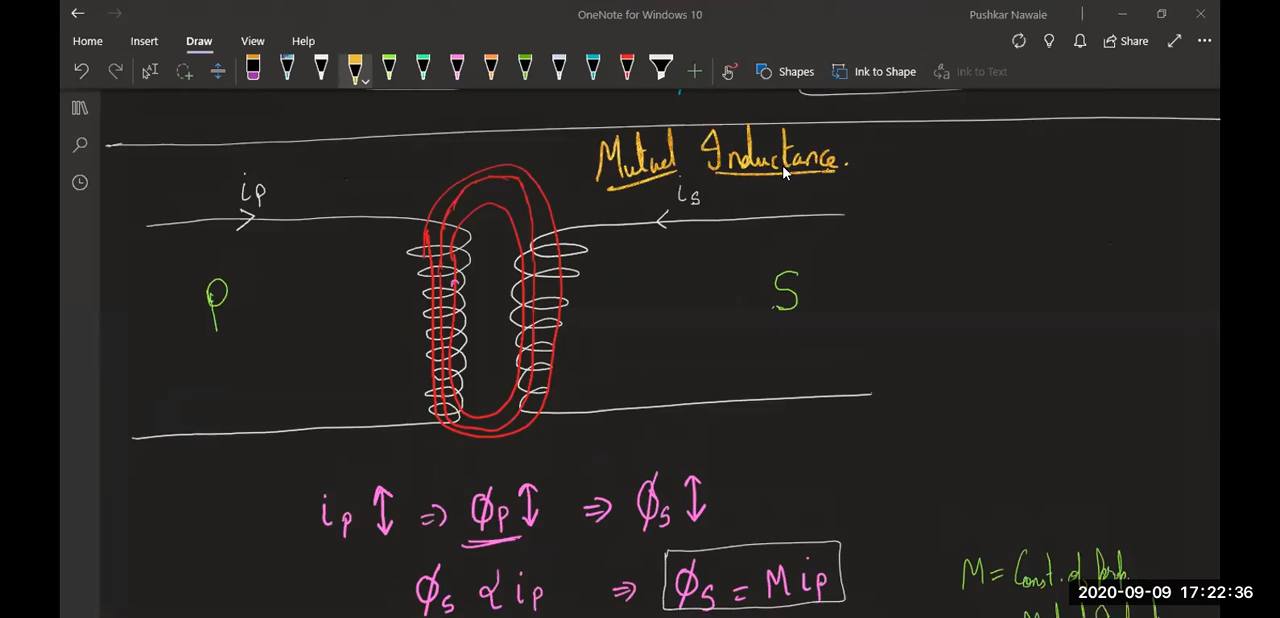 OneNote for Windows 10
Pushkar Nawale
Home Insert Draw View Help
Share
Shapes
Ink to Shape
Ink to Text
Mutual Inductance.
ip
is
P
S
ip ↕ ⇒ ϕp ↕ ⇒ ϕs ↕
ϕs ∝ ip ⇒ ϕs = M ip
M = Const. of
2020-09-09 17:22:36